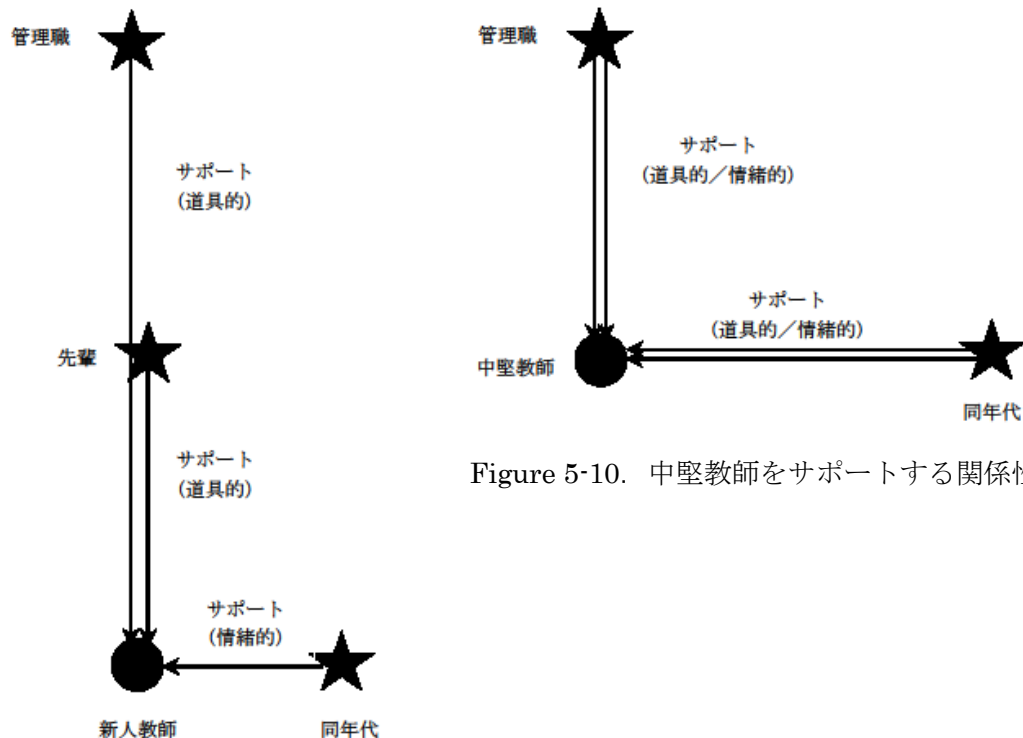 管理職
サポート
(道具的)
先輩
サポート
(道具的)
サポート
(情緒的)
新人教師
同年代
管理職
サポート
(道具的／情緒的)
サポート
(道具的／情緒的)
中堅教師
同年代
Figure 5-10. 中堅教師をサポートする関係性